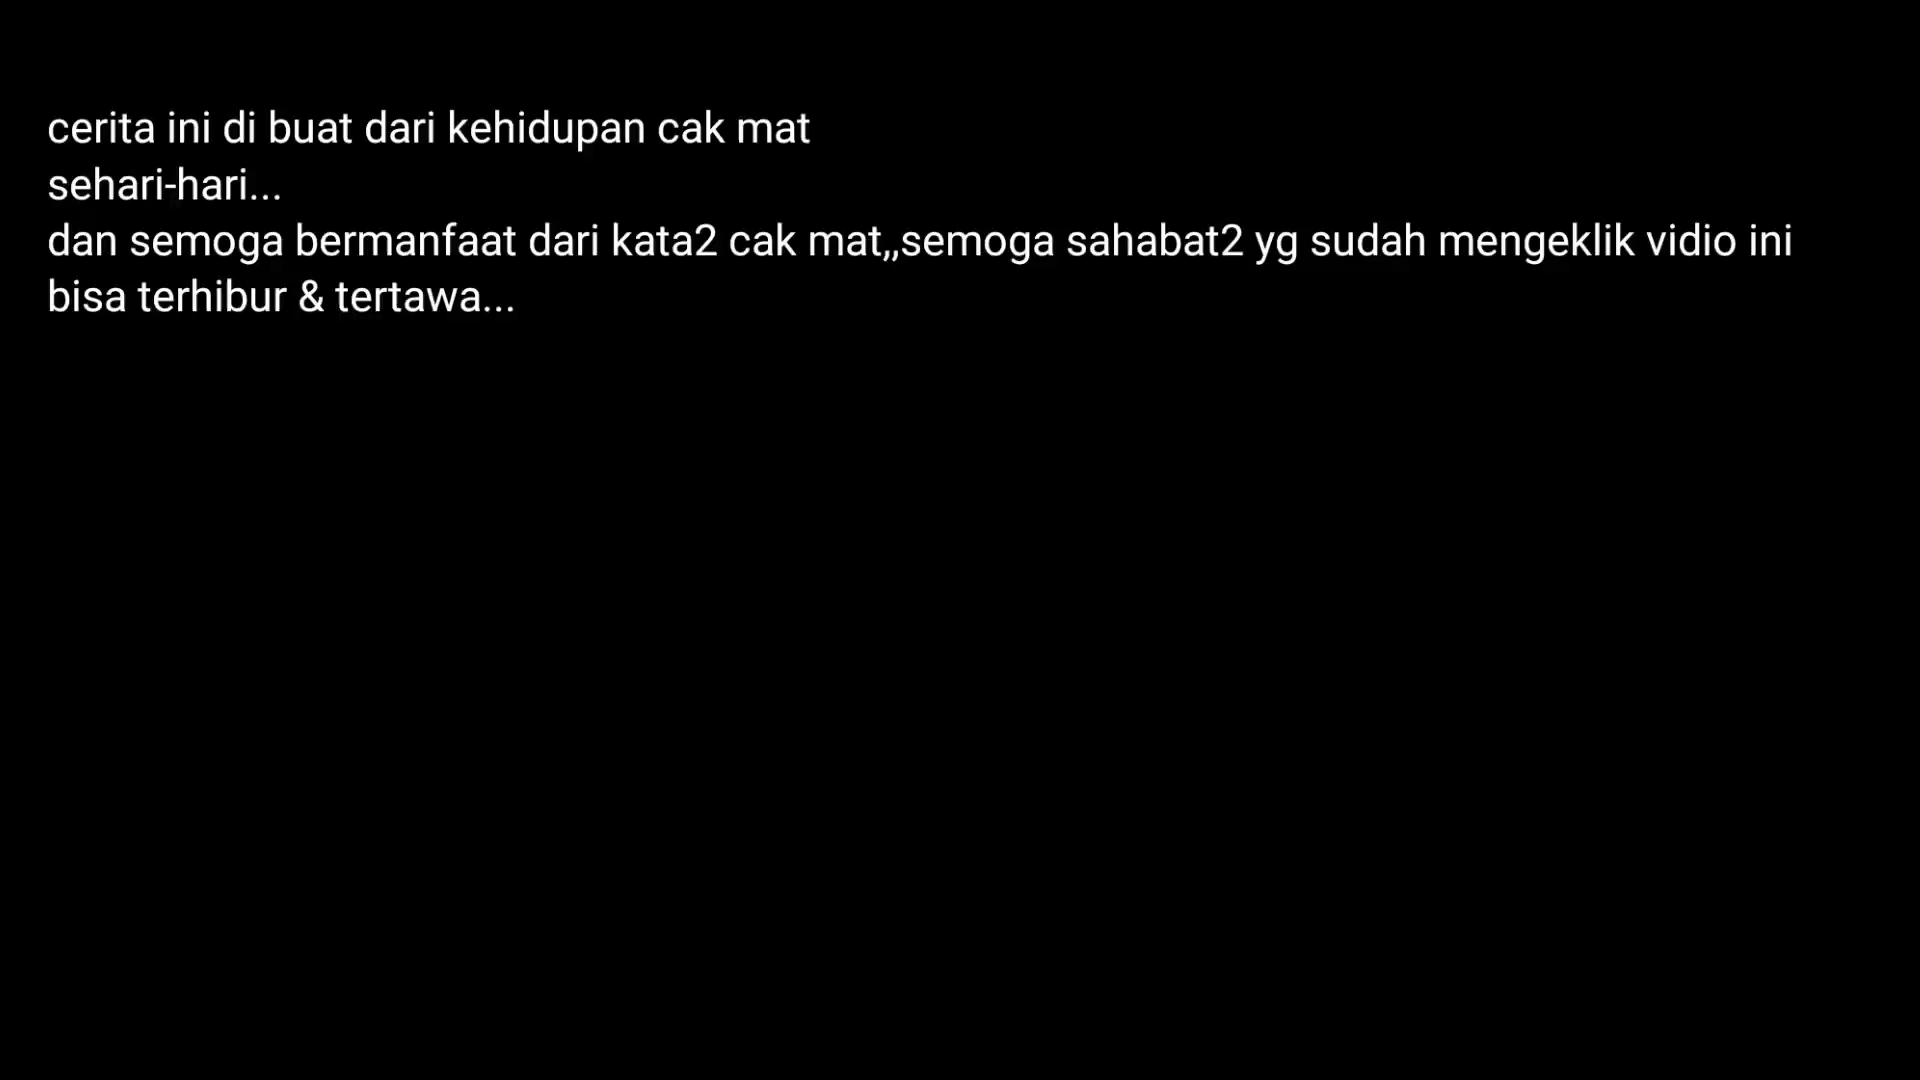 cerita ini di buat dari kehidupan cak mat
sehari-hari...
dan semoga bermanfaat dari kata2 cak mat,,semoga sahabat2 yg sudah mengeklik vidio ini
bisa terhibur & tertawa...